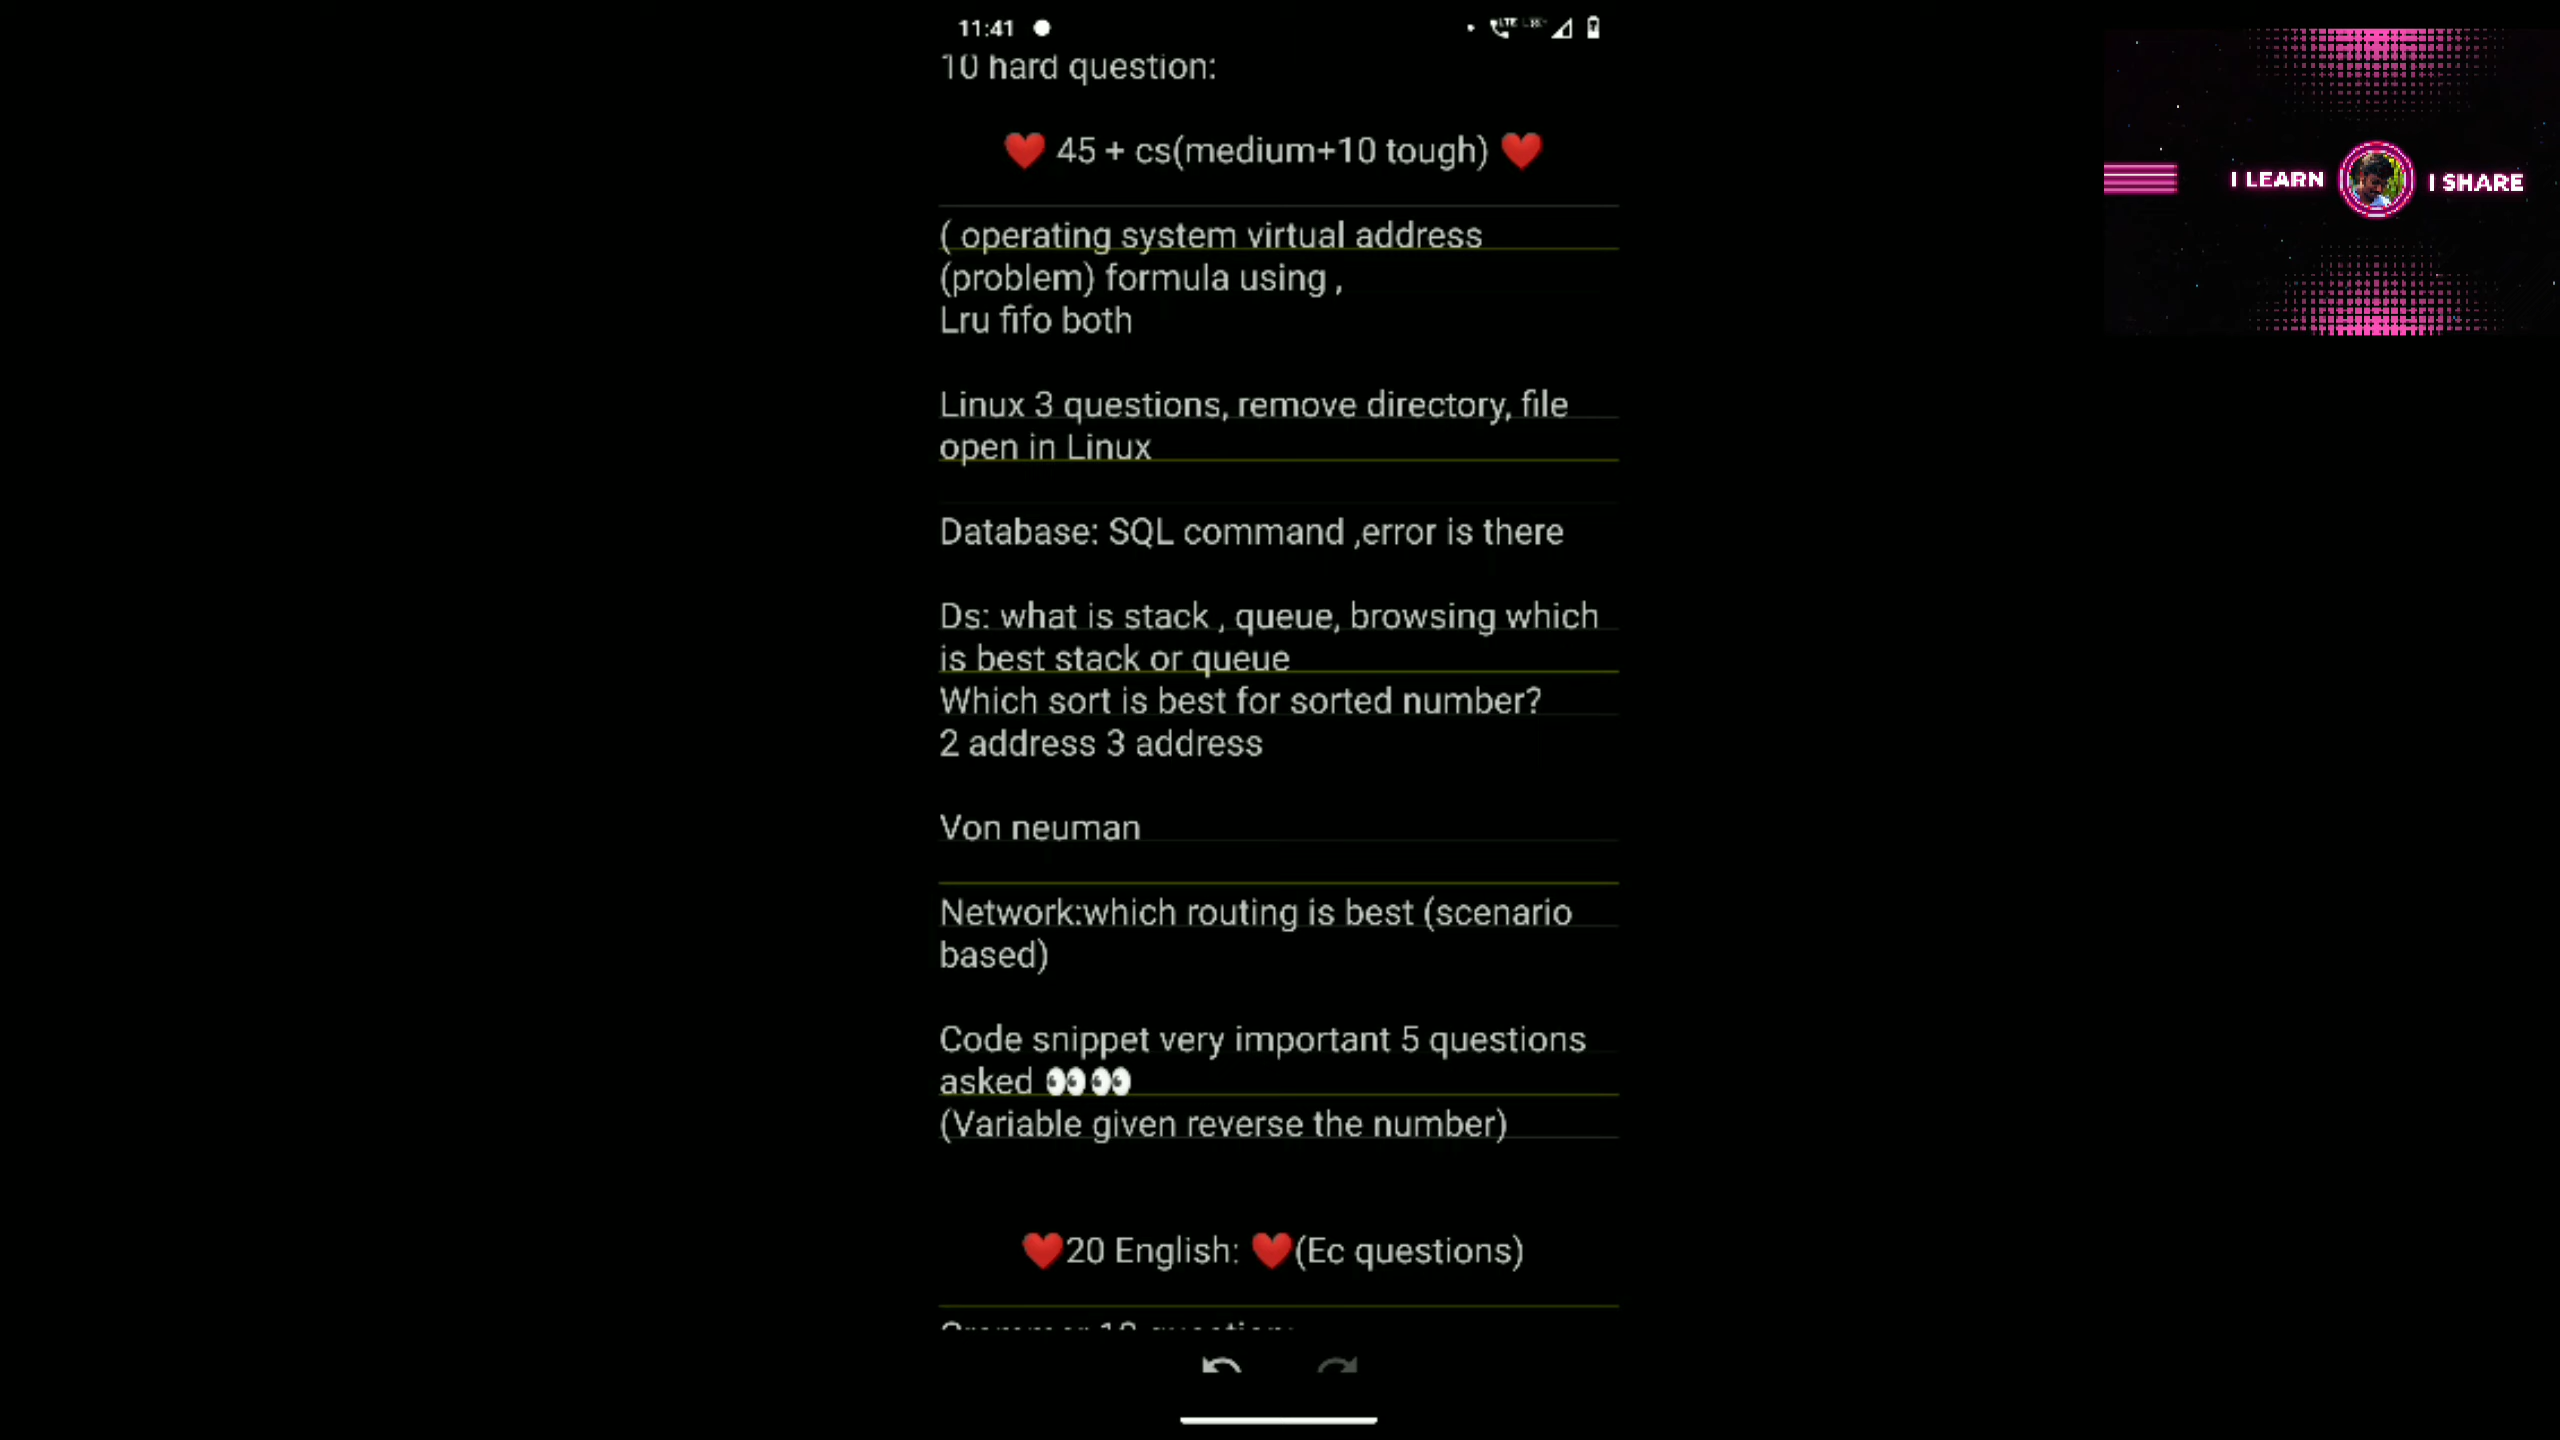 11:41
10 hard question:
❤️ 45 + cs(medium+10 tough) ❤️
( operating system virtual address
(problem) formula using ,
Lru fifo both
Linux 3 questions, remove directory, file
open in Linux
Database: SQL command ,error is there
Ds: what is stack , queue, browsing which
is best stack or queue
Which sort is best for sorted number?
2 address 3 address
Von neuman
Network:which routing is best (scenario
based)
Code snippet very important 5 questions
asked 👀👀
(Variable given reverse the number)
❤️20 English: ❤️(Ec questions)
I LEARN I SHARE